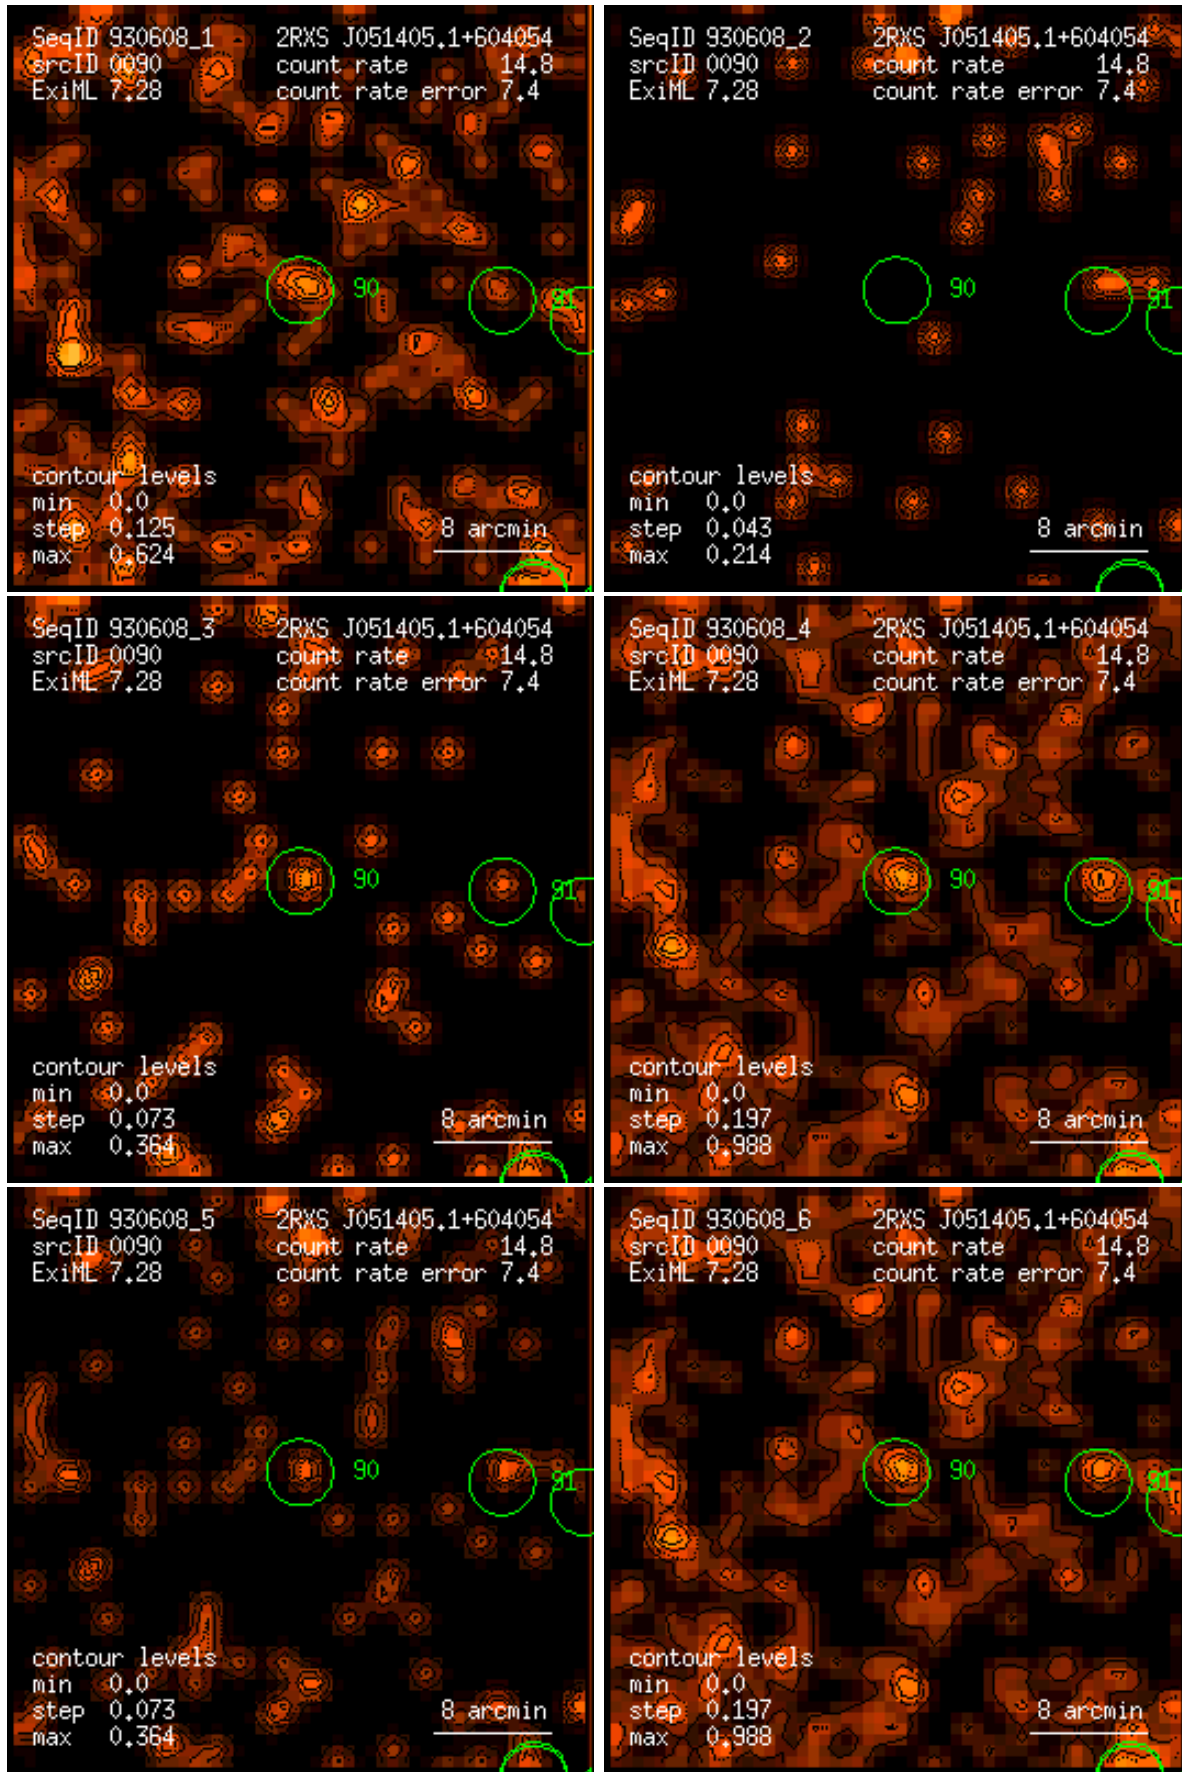 SeqID 930608_1 2RXS J051405.1+604054
srcID 0090 count rate 14.8
ExiML 7.28 count rate error 7.4
90
91
contour levels
min 0.0
step 0.125
max 0.624
8 arcmin
SeqID 930608_2 2RXS J051405.1+604054
srcID 0090 count rate 14.8
ExiML 7.28 count rate error 7.4
90
91
contour levels
min 0.0
step 0.043
max 0.214
8 arcmin
SeqID 930608_3 2RXS J051405.1+604054
srcID 0090 count rate 14.8
ExiML 7.28 count rate error 7.4
90
91
contour levels
min 0.0
step 0.073
max 0.364
8 arcmin
SeqID 930608_4 2RXS J051405.1+604054
srcID 0090 count rate 14.8
ExiML 7.28 count rate error 7.4
90
91
contour levels
min 0.0
step 0.197
max 0.988
8 arcmin
SeqID 930608_5 2RXS J051405.1+604054
srcID 0090 count rate 14.8
ExiML 7.28 count rate error 7.4
90
91
contour levels
min 0.0
step 0.073
max 0.364
8 arcmin
SeqID 930608_6 2RXS J051405.1+604054
srcID 0090 count rate 14.8
ExiML 7.28 count rate error 7.4
90
91
contour levels
min 0.0
step 0.197
max 0.988
8 arcmin